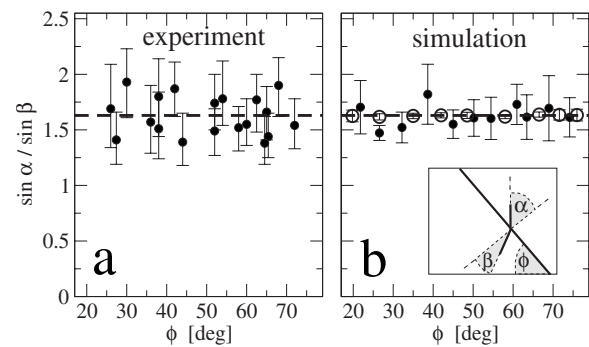 experiment
simulation
sin α / sin β
2.5
2
1.5
1
0.5
0
a
b
α
β
ϕ
20 30 40 50 60 70
20 30 40 50 60 70
ϕ [deg]
ϕ [deg]